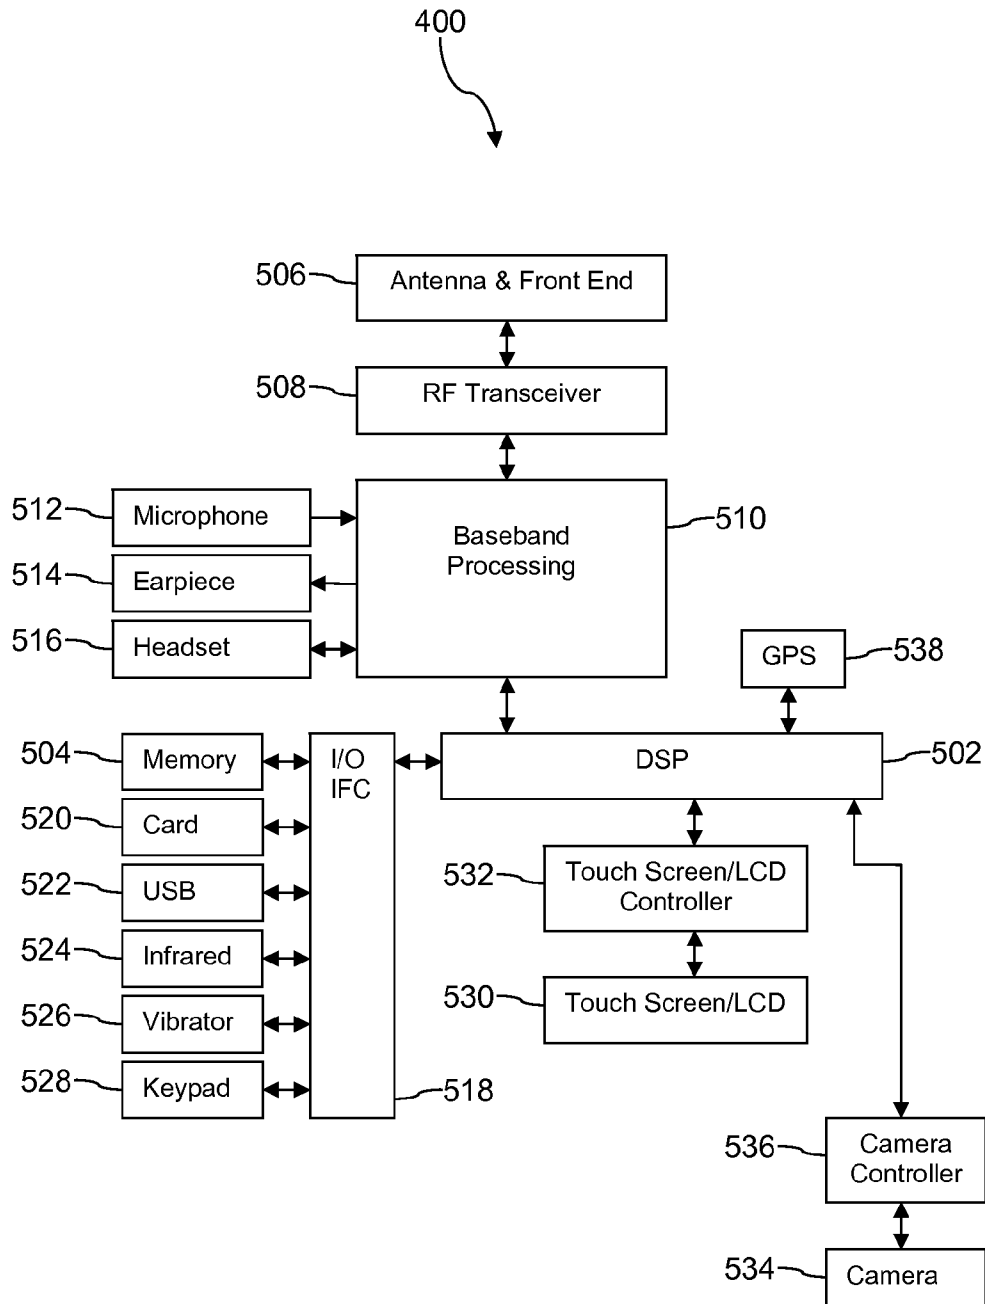 400
506
Antenna & Front End
508
RF Transceiver
512
Microphone
Baseband
Processing
510
514
Earpiece
516
Headset
GPS
538
504
Memory
I/O
IFC
DSP
502
520
Card
522
USB
532
Touch Screen/LCD
Controller
524
Infrared
530
Touch Screen/LCD
526
Vibrator
528
Keypad
518
536
Camera
Controller
534
Camera